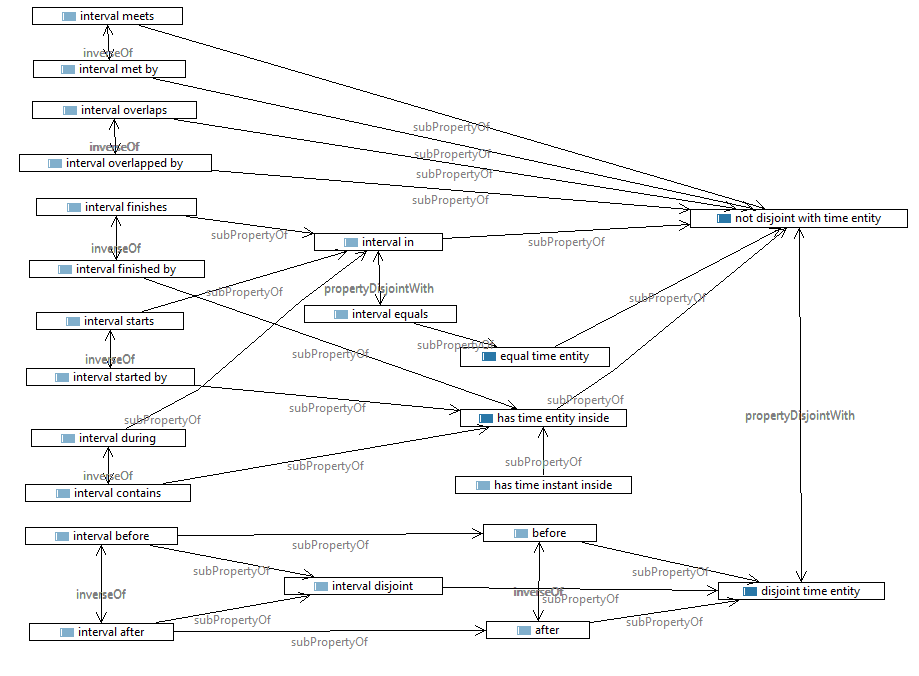 interval meets
inverseOf
interval met by
interval overlaps
subPropertyOf
inverseOf
subPropertyOf
interval overlapped by
subPropertyOf
subPropertyOf
interval finishes
not disjoint with time entity
subPropertyOf
interval in
subPropertyOf
inverseOf
interval finished by
propertyDisjointWith
subPropertyOf
subPropertyOf
interval equals
interval starts
subPropertyOf
inverseOf
subPropertyOf
equal time entity
interval started by
subPropertyOf
subPropertyOf
propertyDisjointWith
subPropertyOf
has time entity inside
interval during
subPropertyOf
subPropertyOf
inverseOf
has time instant inside
interval contains
interval before
before
subPropertyOf
subPropertyOf
subPropertyOf
interval disjoint
inverseOf
inverseOf
subPropertyOf
disjoint time entity
subPropertyOf
subPropertyOf
interval after
after
subPropertyOf